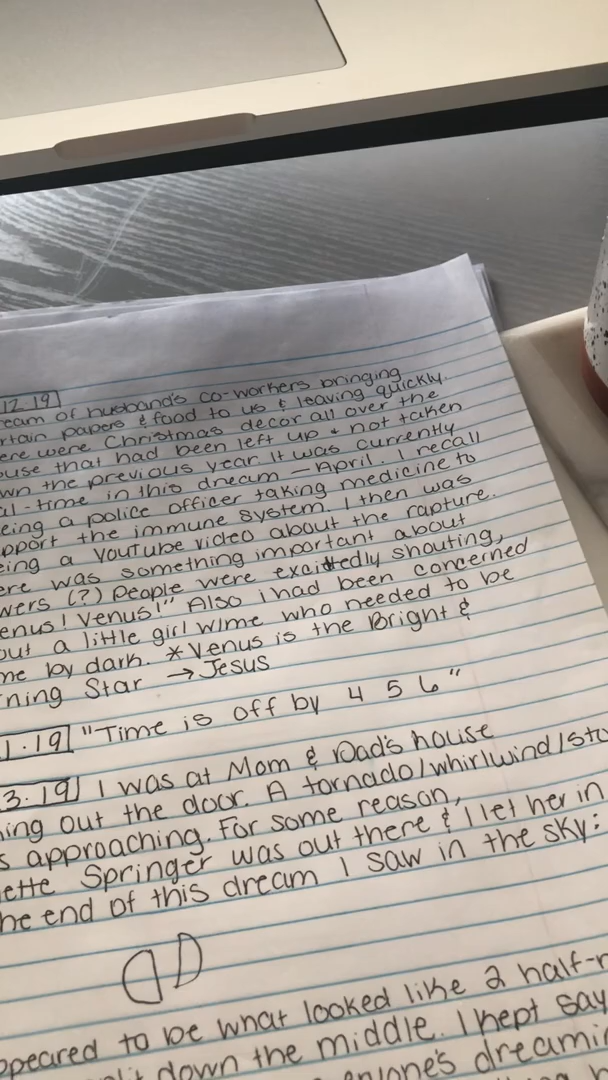 12.19
ream of husband's co-workers bringing
rtain papers & food to us & leaving quickly.
ere were Christmas decor all over the
ouse that had been left up & not taken
wn the previous year. It was currently
al-time in this dream – April. I recall
eing a police officer taking medicine to
pport the immune system. I then was
eing a YouTube video about the rapture.
ere was something important about
wers (?) People were excitedly shouting,
enus! Venus!" Also i had been concerned
out a little girl w/me who needed to be
me by dark. *Venus is the Bright &
rning Star → Jesus
1.19 "Time is off by 4 5 6"
3.19 I was at Mom & Dad's house
ning out the door. A tornado/whirlwind/sto
s approaching. For some reason,
ette Springer was out there & I let her in
he end of this dream I saw in the sky:
ppeared to be what looked like 2 half-m
down the middle. I kept say
dreami